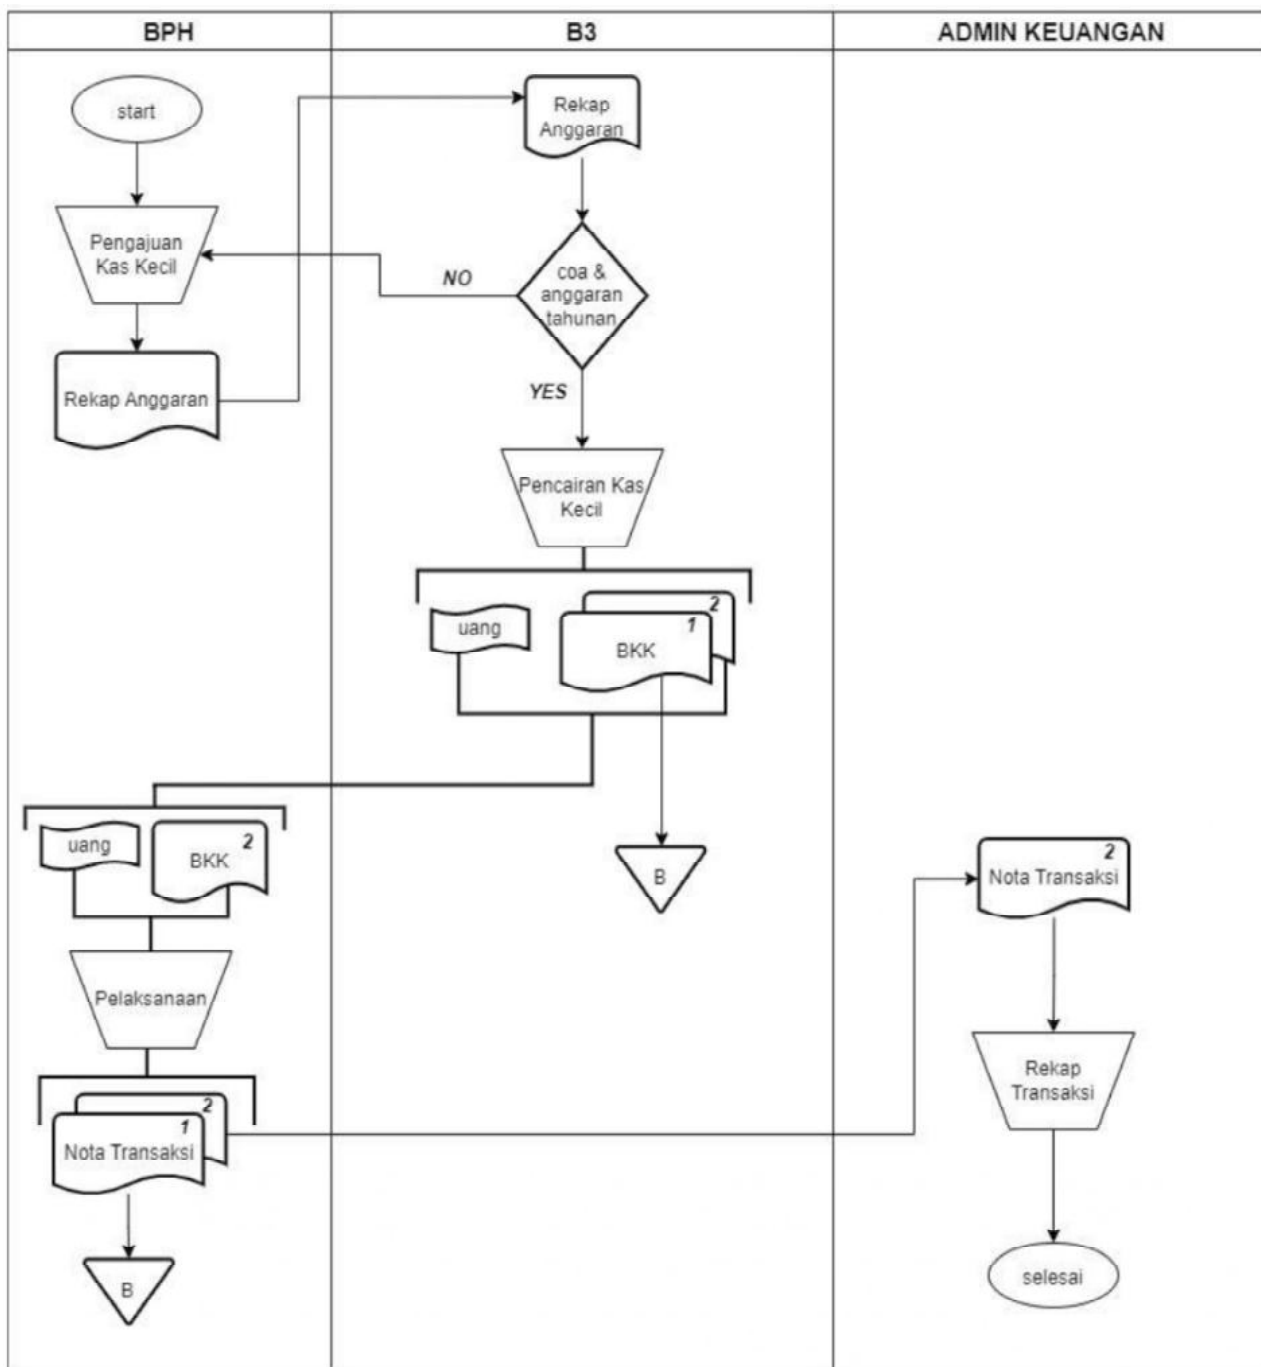 BPH
B3
ADMIN KEUANGAN
start
Pengajuan
Kas Kecil
Rekap Anggaran
Rekap
Anggaran
coa &
anggaran
tahunan
NO
YES
Pencairan Kas
Kecil
uang
2
1
BKK
B
uang
2
BKK
Pelaksanaan
2
1
Nota Transaksi
B
2
Nota Transaksi
Rekap
Transaksi
selesai